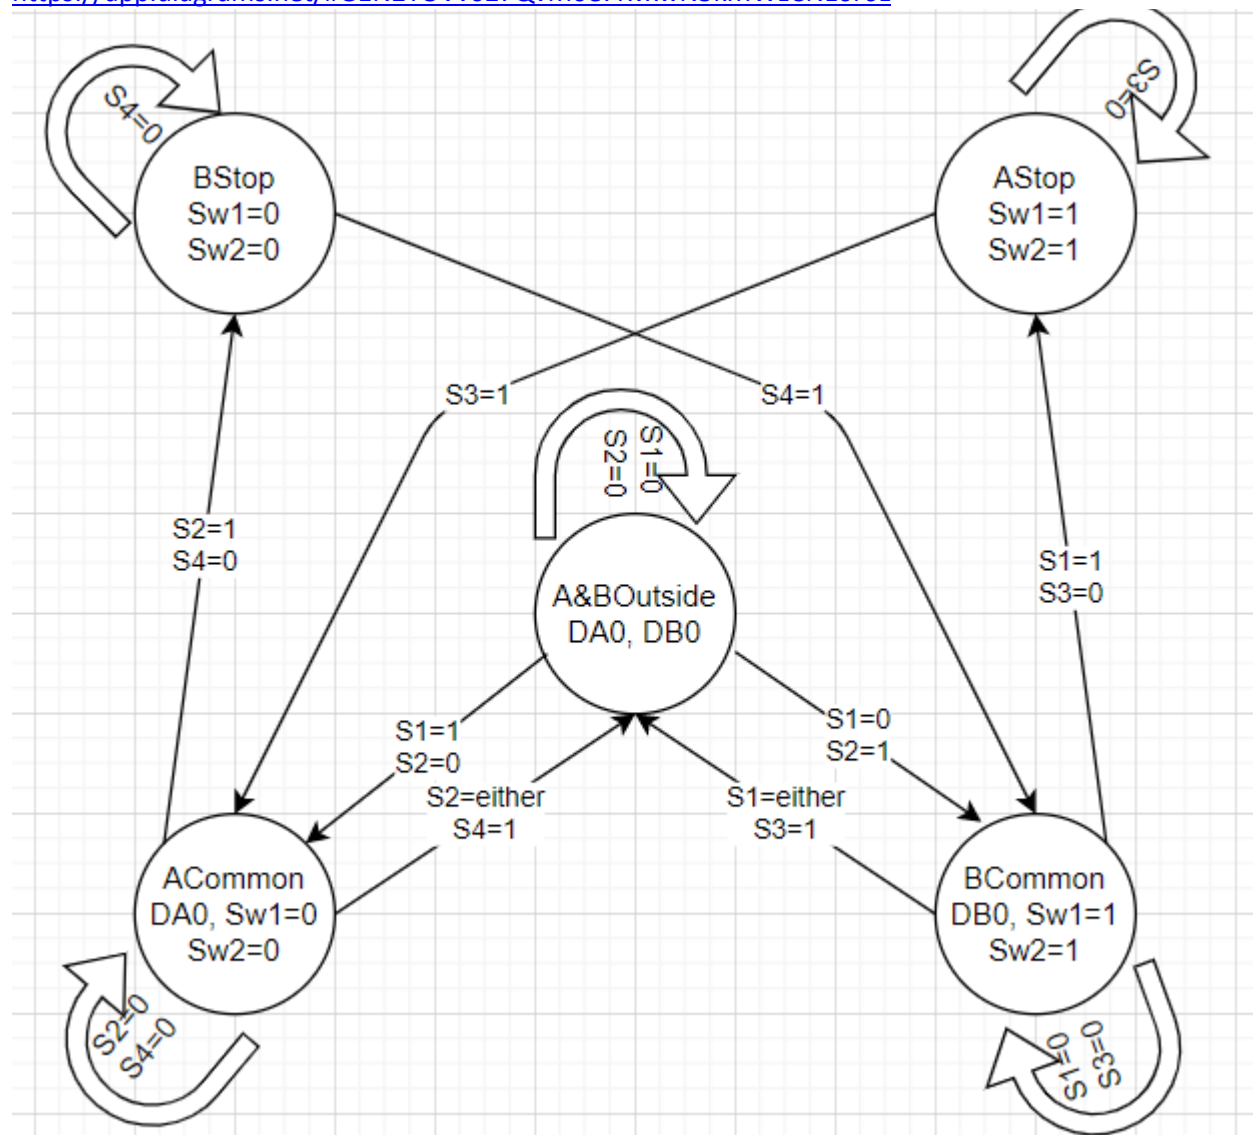 S4=0
BStop
Sw1=0
Sw2=0
S3=0
AStop
Sw1=1
Sw2=1
S3=1
S4=1
S1=0
S2=0
S2=1
S4=0
S1=1
S3=0
A&BOutside
DA0, DB0
S1=1
S2=0
S1=0
S2=1
S2=either
S4=1
S1=either
S3=1
ACommon
DA0, Sw1=0
Sw2=0
BCommon
DB0, Sw1=1
Sw2=1
S2=0
S4=0
S3=0
S1=0